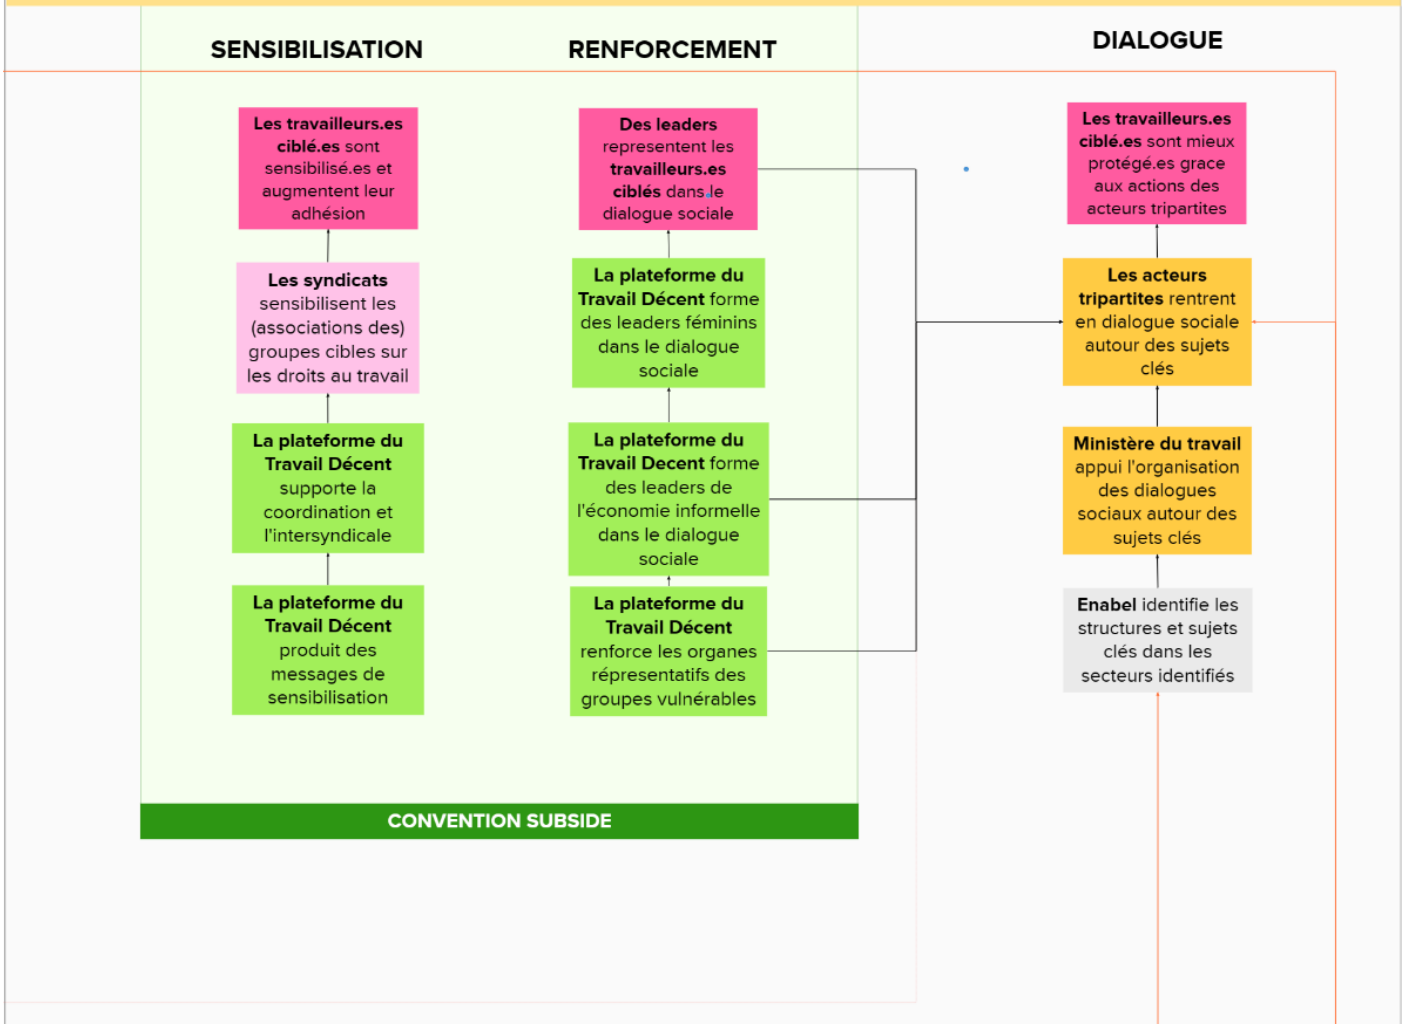 SENSIBILISATION
Les travailleurs.es
ciblé.es sont
sensibilisé.es et
augmentent leur
adhésion
Les syndicats
sensibilisent les
(associations des)
groupes cibles sur
les droits au travail
La plateforme du
Travail Décent
supporte la
coordination et
l'intersyndicale
La plateforme du
Travail Décent
produit des
messages de
sensibilisation
RENFORCEMENT
Des leaders
representent les
travailleurs.es
ciblés dans le
dialogue sociale
La plateforme du
Travail Décent forme
des leaders féminins
dans le dialogue
sociale
La plateforme du
Travail Decent forme
des leaders de
l'économie informelle
dans le dialogue
sociale
La plateforme du
Travail Décent
renforce les organes
répresentatifs des
groupes vulnérables
CONVENTION SUBSIDE
DIALOGUE
Les travailleurs.es
ciblé.es sont mieux
protégé.es grace
aux actions des
acteurs tripartites
Les acteurs
tripartites rentrent
en dialogue sociale
autour des sujets
clés
Ministère du travail
appui l'organisation
des dialogues
sociaux autour des
sujets clés
Enabel identifie les
structures et sujets
clés dans les
secteurs identifiés